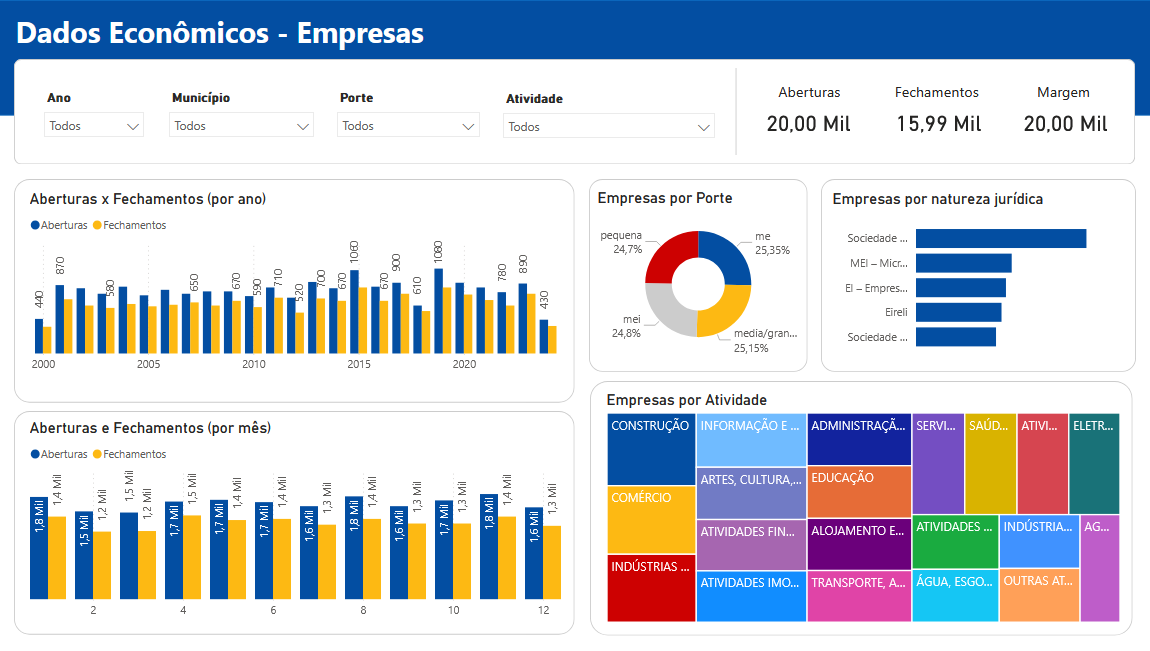 Dados Econômicos - Empresas
Ano
Município
Porte
Atividade
Todos
Todos
Todos
Todos
Aberturas
Fechamentos
Margem
20,00 Mil
15,99 Mil
20,00 Mil
Aberturas x Fechamentos (por ano)
Aberturas
Fechamentos
440
870
580
650
670
590
710
520
700
670
1060
670
900
610
1080
780
890
430
2000
2005
2010
2015
2020
Empresas por Porte
pequena
24,7%
me
25,35%
mei
24,8%
media/gran...
25,15%
Empresas por natureza jurídica
Sociedade ...
MEI – Micr...
EI – Empres...
Eireli
Sociedade ...
Aberturas e Fechamentos (por mês)
Aberturas
Fechamentos
1,8 Mil
1,4 Mil
1,5 Mil
1,2 Mil
1,5 Mil
1,2 Mil
1,7 Mil
1,5 Mil
1,7 Mil
1,4 Mil
1,7 Mil
1,4 Mil
1,6 Mil
1,3 Mil
1,8 Mil
1,4 Mil
1,6 Mil
1,3 Mil
1,7 Mil
1,3 Mil
1,8 Mil
1,4 Mil
1,6 Mil
1,3 Mil
2
4
6
8
10
12
Empresas por Atividade
CONSTRUÇÃO
COMÉRCIO
INDÚSTRIAS ...
INFORMAÇÃO E ...
ARTES, CULTURA,...
ATIVIDADES FIN...
ATIVIDADES IMO...
ADMINISTRAÇÃ...
EDUCAÇÃO
ALOJAMENTO E...
TRANSPORTE, A...
SERVI...
SAÚD...
ATIVI...
ELETR...
ATIVIDADES ...
INDÚSTRIA...
AG...
ÁGUA, ESGO...
OUTRAS AT...